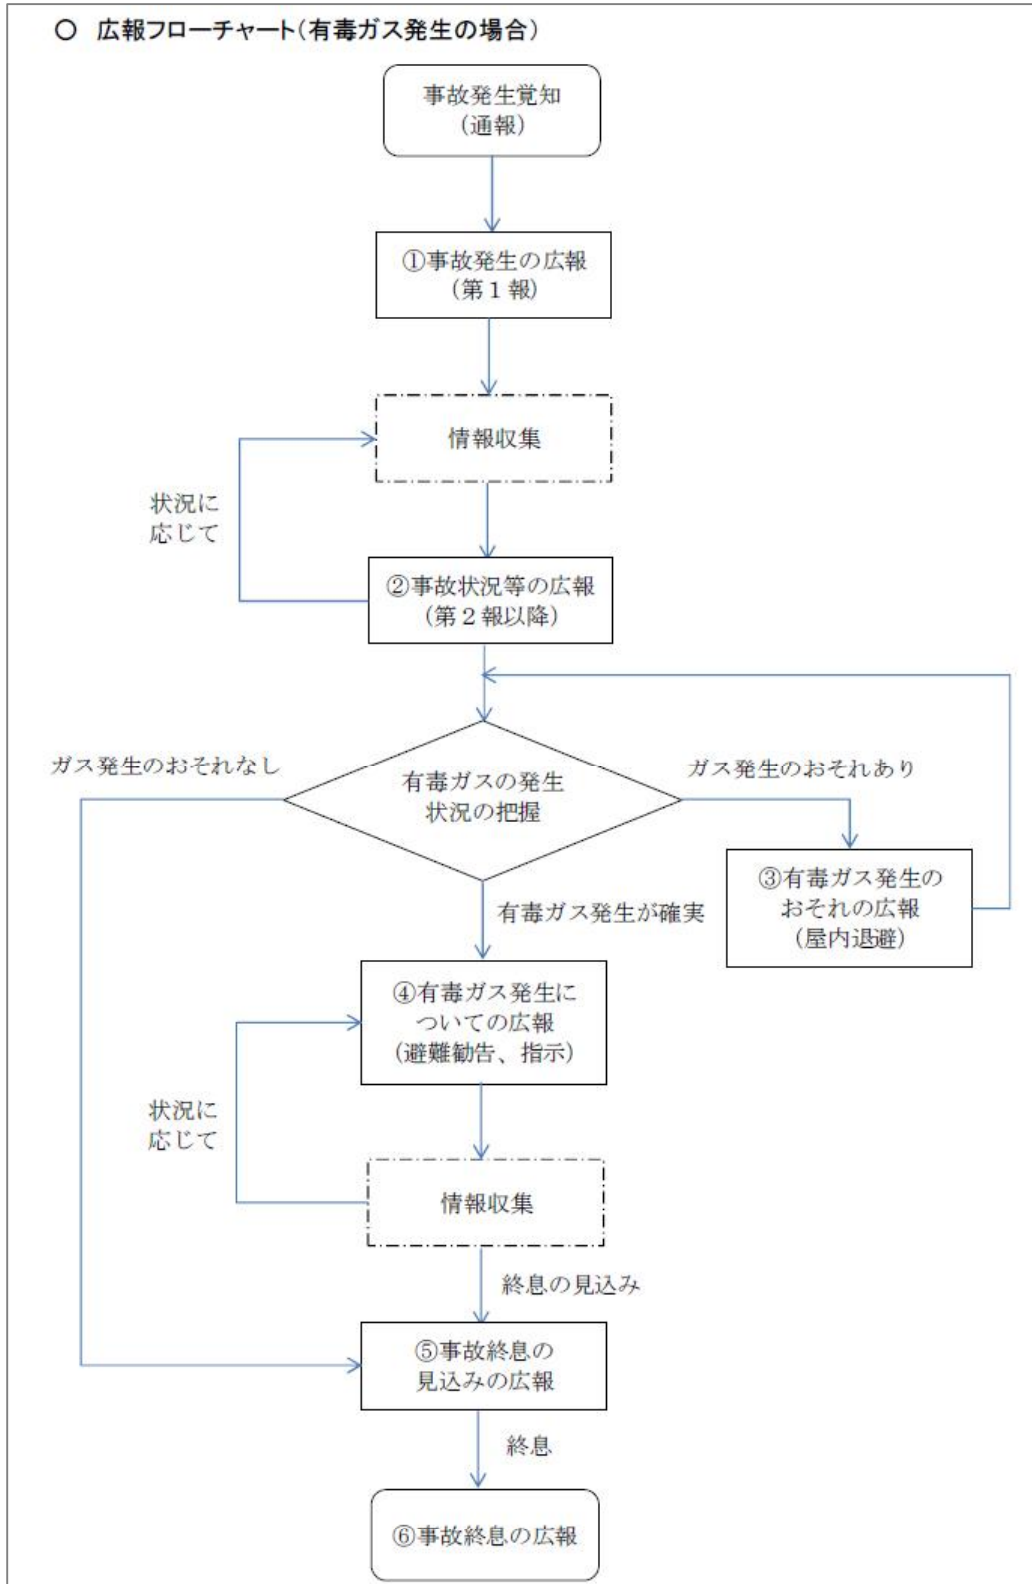 ○ 広報フローチャート(有毒ガス発生の場合)
事故発生覚知
(通報)
①事故発生の広報
(第1報)
情報収集
状況に
応じて
②事故状況等の広報
(第2報以降)
ガス発生のおそれなし
有毒ガスの発生
状況の把握
ガス発生のおそれあり
③有毒ガス発生の
おそれの広報
(屋内退避)
有毒ガス発生が確実
④有毒ガス発生に
ついての広報
(避難勧告、指示)
状況に
応じて
情報収集
終息の見込み
⑤事故終息の
見込みの広報
終息
⑥事故終息の広報